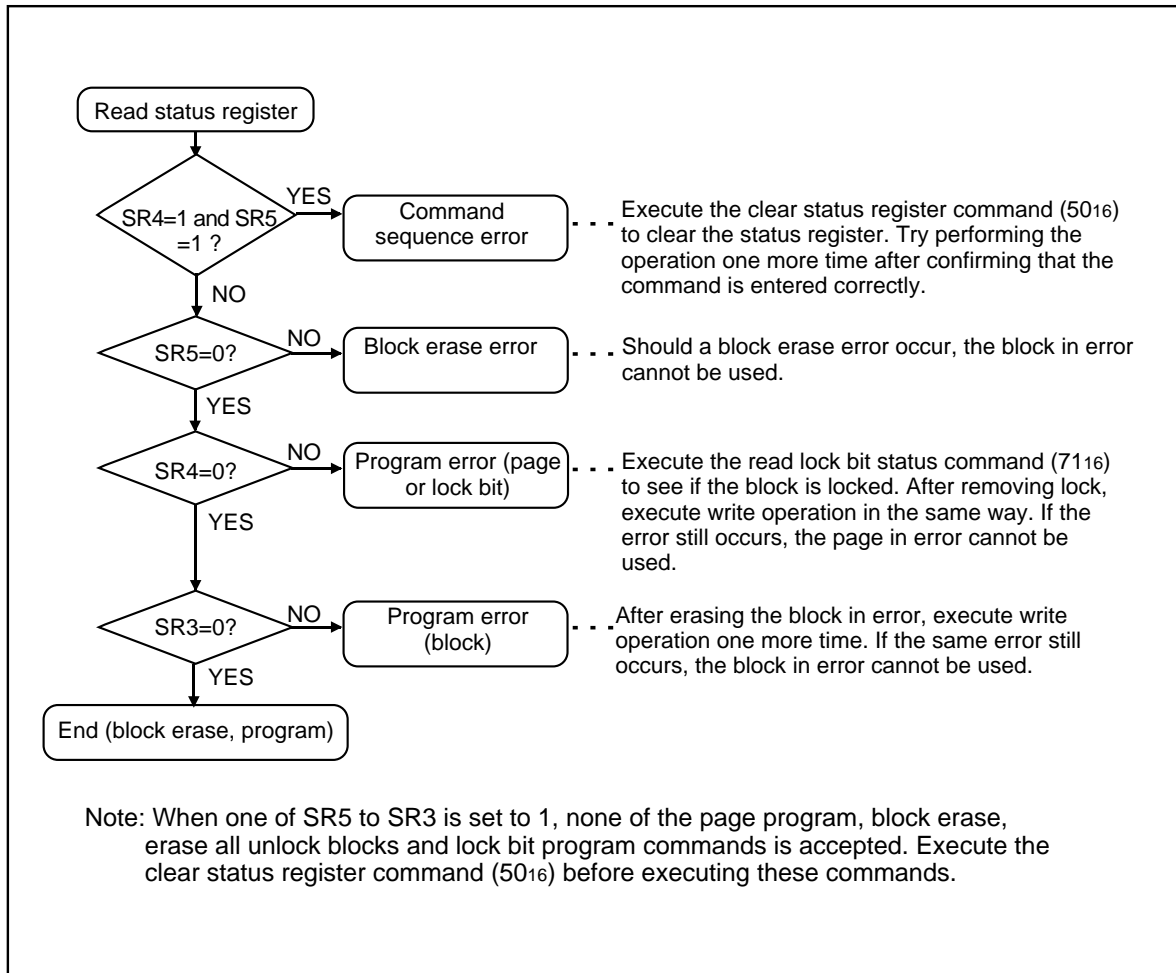 Read status register
SR4=1 and SR5
=1 ?
YES
Command
sequence error
Execute the clear status register command (5016)
to clear the status register. Try performing the
operation one more time after confirming that the
command is entered correctly.
NO
SR5=0?
NO
Block erase error
Should a block erase error occur, the block in error
cannot be used.
YES
SR4=0?
NO
Program error (page
or lock bit)
Execute the read lock bit status command (7116)
to see if the block is locked. After removing lock,
execute write operation in the same way. If the
error still occurs, the page in error cannot be
used.
YES
SR3=0?
NO
Program error
(block)
After erasing the block in error, execute write
operation one more time. If the same error still
occurs, the block in error cannot be used.
YES
End (block erase, program)
Note: When one of SR5 to SR3 is set to 1, none of the page program, block erase,
erase all unlock blocks and lock bit program commands is accepted. Execute the
clear status register command (5016) before executing these commands.